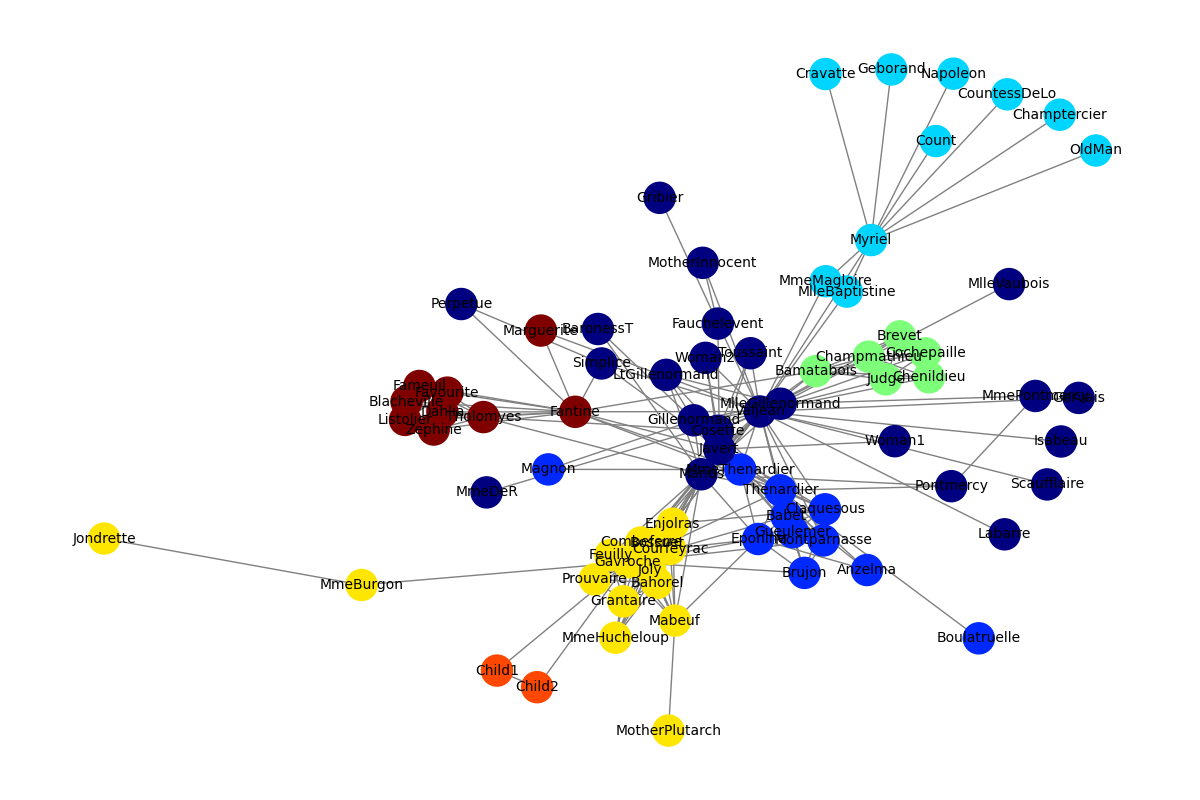 Cravatte
Geborand
Napoleon
CountessDeLo
Champtercier
Count
OldMan
Gribier
Myriel
MotherInnocent
MmeMagloire
MlleBaptistine
MlleVaubois
Perpetue
Marguerite
BaronessT
Fauchelevent
Brevet
Simplice
Woman2
Toussaint
Champmathieu
Cochepaille
LtGillenormand
Bamatabois
Judge
Chenildieu
Fameuil
Favourite
Blacheville
Dahlia
Listolier
Zephine
Tholomyes
Fantine
Gillenormand
MlleGillenormand
Valjean
MmePontmercy
Gervais
Cosette
Javert
Woman1
Isabeau
Magnon
Marius
MmeThenardier
MmeDeR
Thenardier
Pontmercy
Scaufflaire
Claquesous
Babet
Enjolras
Gueulemer
Labarre
Jondrette
Combeferre
Bossuet
Courfeyrac
Eponine
Montparnasse
Feuilly
Gavroche
Joly
Prouvaire
Bahorel
Brujon
Anzelma
MmeBurgon
Grantaire
Mabeuf
MmeHucheloup
Boulatruelle
Child1
Child2
MotherPlutarch